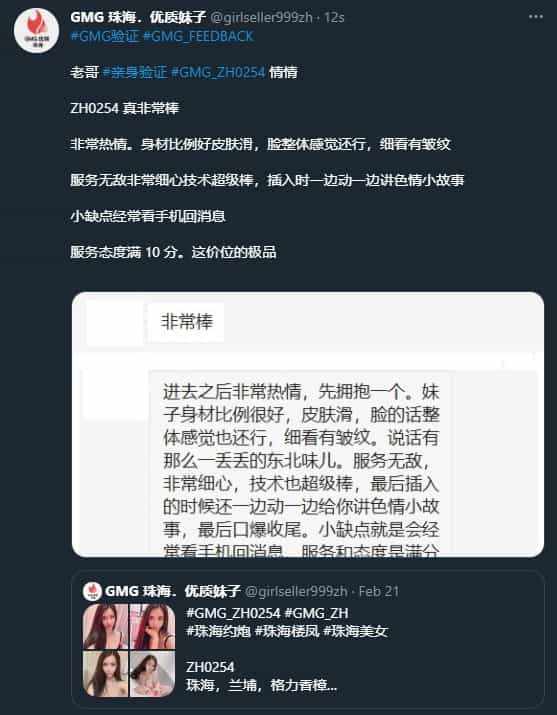 GMG 珠海．优质妹子 @girlseller999zh · 12s
#GMG验证 #GMG_FEEDBACK
老哥 #亲身验证 #GMG_ZH0254 情情
ZH0254 真非常棒
非常热情。身材比例好皮肤滑，脸整体感觉还行，细看有皱纹
服务无敌非常细心技术超级棒，插入时一边动一边讲色情小故事
小缺点经常看手机回消息
服务态度满 10 分。这价位的极品
非常棒
进去之后非常热情，先拥抱一个。妹
子身材比例很好，皮肤滑，脸的话整
体感觉也还行，细看有皱纹。说话有
那么一丢丢的东北味儿。服务无敌，
非常细心，技术也超级棒，最后插入
的时候还一边动一边给你讲色情小故
事，最后口爆收尾。小缺点就是会经
常看手机回消息，服务和态度是满分
GMG 珠海．优质妹子 @girlseller999zh · Feb 21
#GMG_ZH0254 #GMG_ZH
#珠海约炮 #珠海楼凤 #珠海美女
ZH0254
珠海，兰埔，格力香樟...